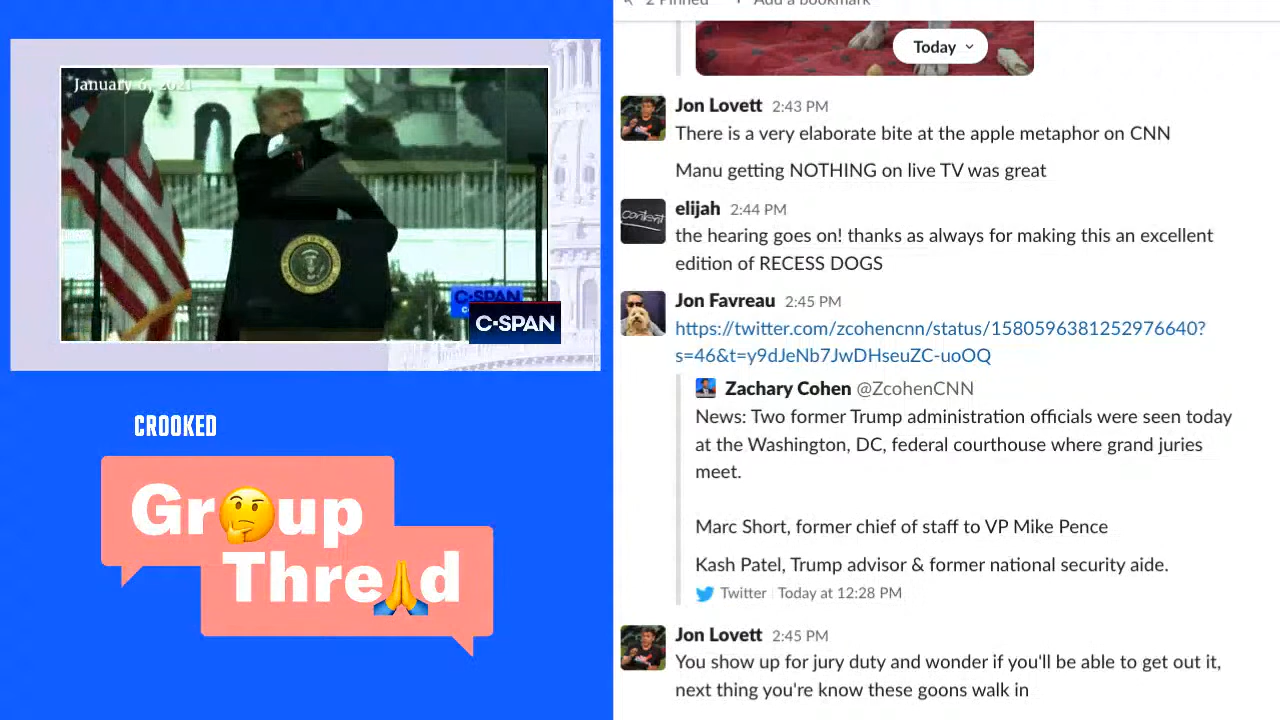 January 6, 2021
C-SPAN
C-SPAN
CROOKED
Gr🤔up
Thre🙏d
2 Pinned
Add a bookmark
Today
Jon Lovett 2:43 PM
There is a very elaborate bite at the apple metaphor on CNN
Manu getting NOTHING on live TV was great
content
elijah 2:44 PM
the hearing goes on! thanks as always for making this an excellent
edition of RECESS DOGS
Jon Favreau 2:45 PM
https://twitter.com/zcohencnn/status/1580596381252976640?
s=46&t=y9dJeNb7JwDHseuZC-uoOQ
Zachary Cohen @ZcohenCNN
News: Two former Trump administration officials were seen today
at the Washington, DC, federal courthouse where grand juries
meet.
Marc Short, former chief of staff to VP Mike Pence
Kash Patel, Trump advisor & former national security aide.
Twitter Today at 12:28 PM
Jon Lovett 2:45 PM
You show up for jury duty and wonder if you'll be able to get out it,
next thing you're know these goons walk in